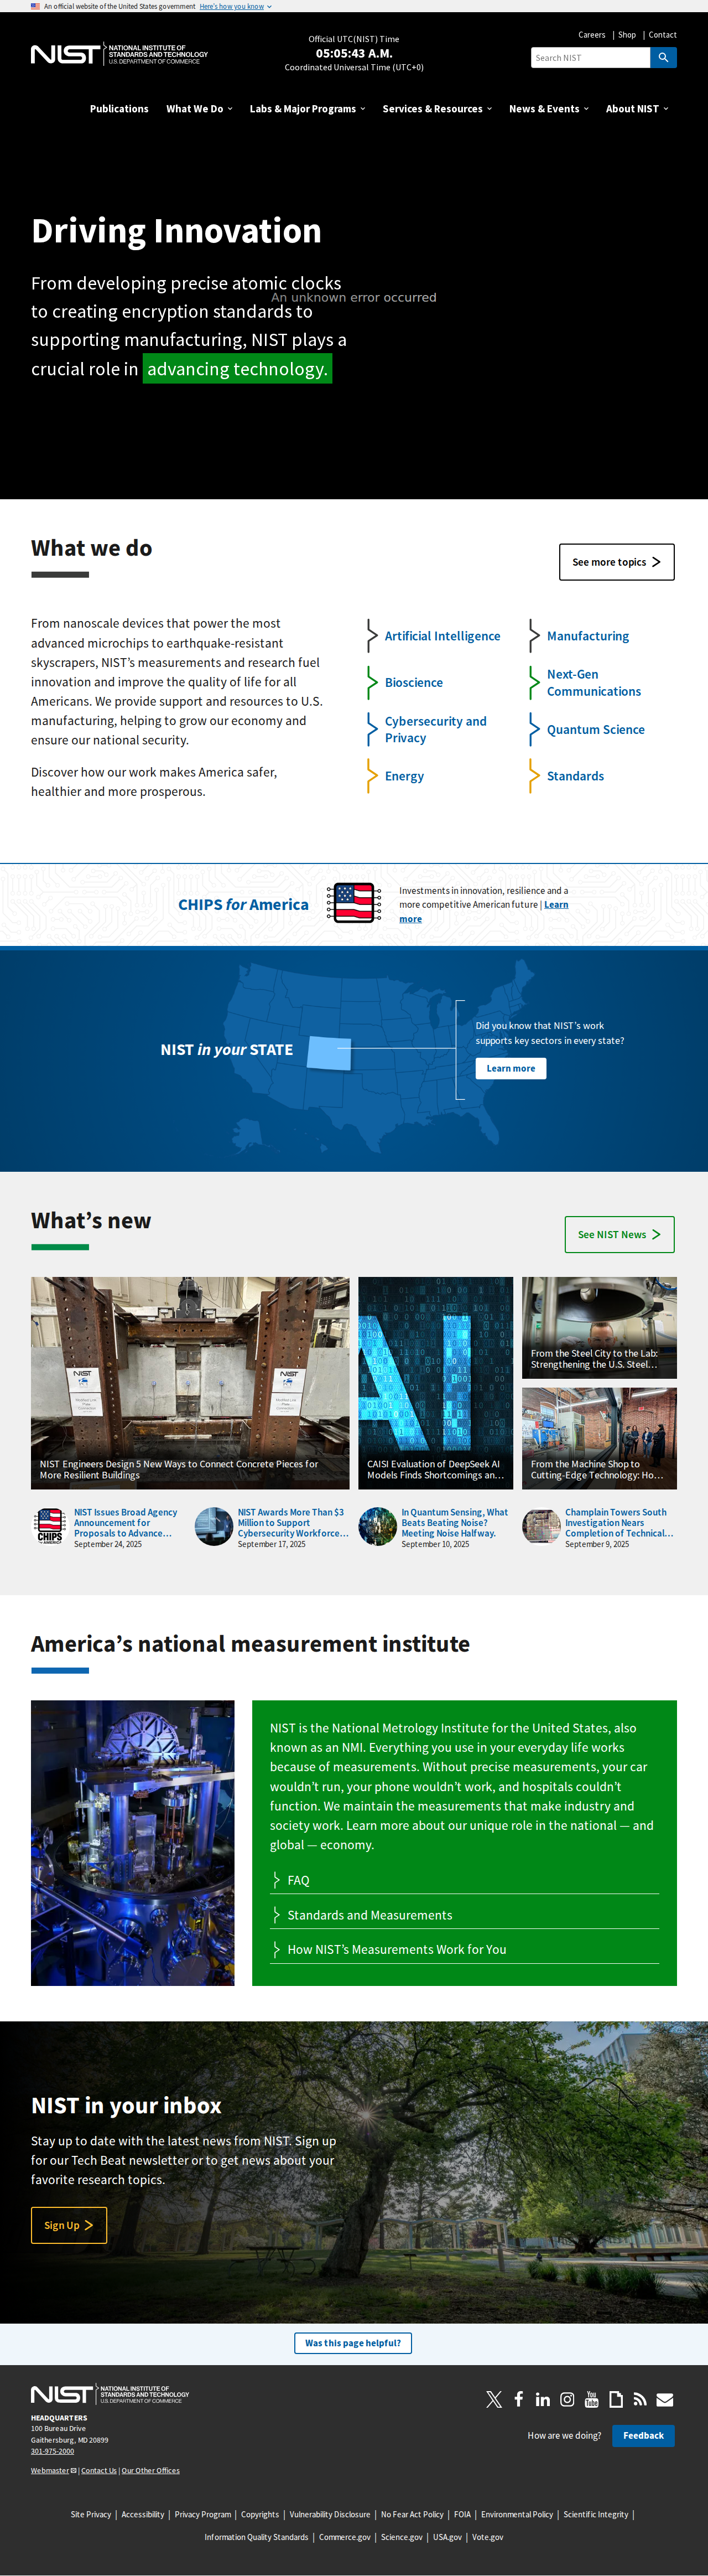 An official website of the United States government Here's how you know
NIST NATIONAL INSTITUTE OF
STANDARDS AND TECHNOLOGY
U.S. DEPARTMENT OF COMMERCE
Official UTC(NIST) Time
05:05:43 A.M.
Coordinated Universal Time (UTC+0)
Careers | Shop | Contact
Search NIST
Publications What We Do Labs & Major Programs Services & Resources News & Events About NIST
Driving Innovation
From developing precise atomic clocks
to creating encryption standards to
supporting manufacturing, NIST plays a
crucial role in advancing technology.
An unknown error occurred
What we do
See more topics
From nanoscale devices that power the most
advanced microchips to earthquake-resistant
skyscrapers, NIST’s measurements and research fuel
innovation and improve the quality of life for all
Americans. We provide support and resources to U.S.
manufacturing, helping to grow our economy and
ensure our national security.
Discover how our work makes America safer,
healthier and more prosperous.
Artificial Intelligence
Bioscience
Cybersecurity and
Privacy
Energy
Manufacturing
Next-Gen
Communications
Quantum Science
Standards
CHIPS for America
Investments in innovation, resilience and a
more competitive American future | Learn
more
NIST in your STATE
Did you know that NIST's work
supports key sectors in every state?
Learn more
What’s new
See NIST News
NIST
NIST
NIST Engineers Design 5 New Ways to Connect Concrete Pieces for
More Resilient Buildings
AI
CAISI Evaluation of DeepSeek AI
Models Finds Shortcomings an…
From the Steel City to the Lab:
Strengthening the U.S. Steel…
From the Machine Shop to
Cutting-Edge Technology: Ho…
CHIPS
NIST Issues Broad Agency
Announcement for
Proposals to Advance…
September 24, 2025
NIST Awards More Than $3
Million to Support
Cybersecurity Workforce…
September 17, 2025
In Quantum Sensing, What
Beats Beating Noise?
Meeting Noise Halfway.
September 10, 2025
Champlain Towers South
Investigation Nears
Completion of Technical…
September 9, 2025
America’s national measurement institute
NIST is the National Metrology Institute for the United States, also
known as an NMI. Everything you use in your everyday life works
because of measurements. Without precise measurements, your car
wouldn’t run, your phone wouldn’t work, and hospitals couldn’t
function. We maintain the measurements that make industry and
society work. Learn more about our unique role in the national — and
global — economy.
FAQ
Standards and Measurements
How NIST’s Measurements Work for You
NIST in your inbox
Stay up to date with the latest news from NIST. Sign up
for our Tech Beat newsletter or to get news about your
favorite research topics.
Sign Up
Was this page helpful?
NIST NATIONAL INSTITUTE OF
STANDARDS AND TECHNOLOGY
U.S. DEPARTMENT OF COMMERCE
HEADQUARTERS
100 Bureau Drive
Gaithersburg, MD 20899
301-975-2000
Webmaster | Contact Us | Our Other Offices
You Tube
How are we doing? Feedback
Site Privacy | Accessibility | Privacy Program | Copyrights | Vulnerability Disclosure | No Fear Act Policy | FOIA | Environmental Policy | Scientific Integrity |
Information Quality Standards | Commerce.gov | Science.gov | USA.gov | Vote.gov